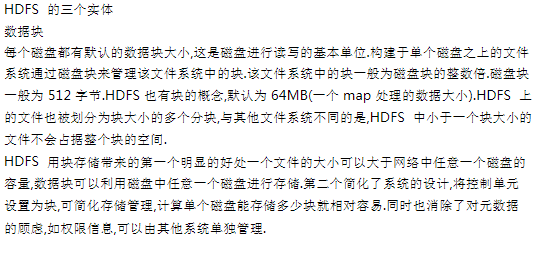 HDFS 的三个实体
数据块
每个磁盘都有默认的数据块大小,这是磁盘进行读写的基本单位.构建于单个磁盘之上的文件
系统通过磁盘块来管理该文件系统中的块.该文件系统中的块一般为磁盘块的整数倍.磁盘块
一般为 512 字节.HDFS 也有块的概念,默认为 64MB(一个 map 处理的数据大小).HDFS 上
的文件也被划分为块大小的多个分块,与其他文件系统不同的是,HDFS 中小于一个块大小的
文件不会占据整个块的空间.
HDFS 用块存储带来的第一个明显的好处一个文件的大小可以大于网络中任意一个磁盘的
容量,数据块可以利用磁盘中任意一个磁盘进行存储.第二个简化了系统的设计,将控制单元
设置为块,可简化存储管理,计算单个磁盘能存储多少块就相对容易.同时也消除了对元数据
的顾虑,如权限信息,可以由其他系统单独管理.